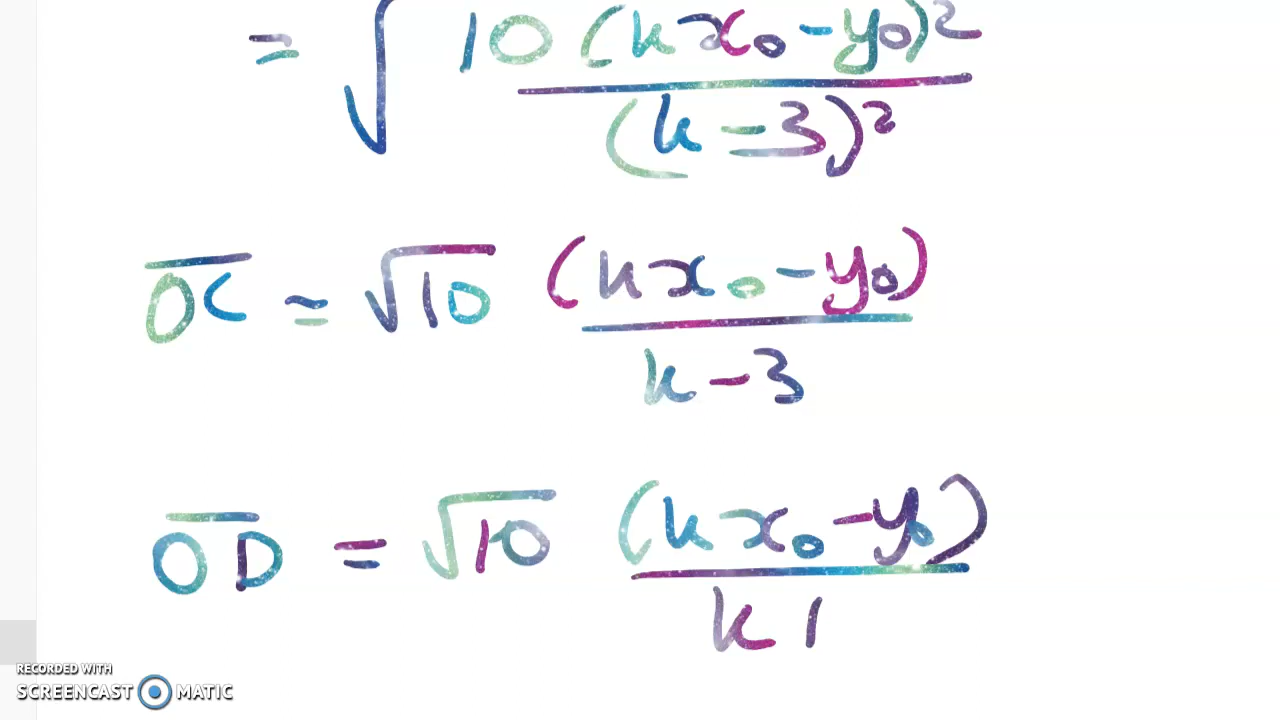 = √ 10 (kx₀ - y₀)²
(k - 3)²
OC = √10 (kx₀ - y₀)
k - 3
OD = √10 (kx₀ - y₀)
k 1
RECORDED WITH
SCREENCAST MATIC